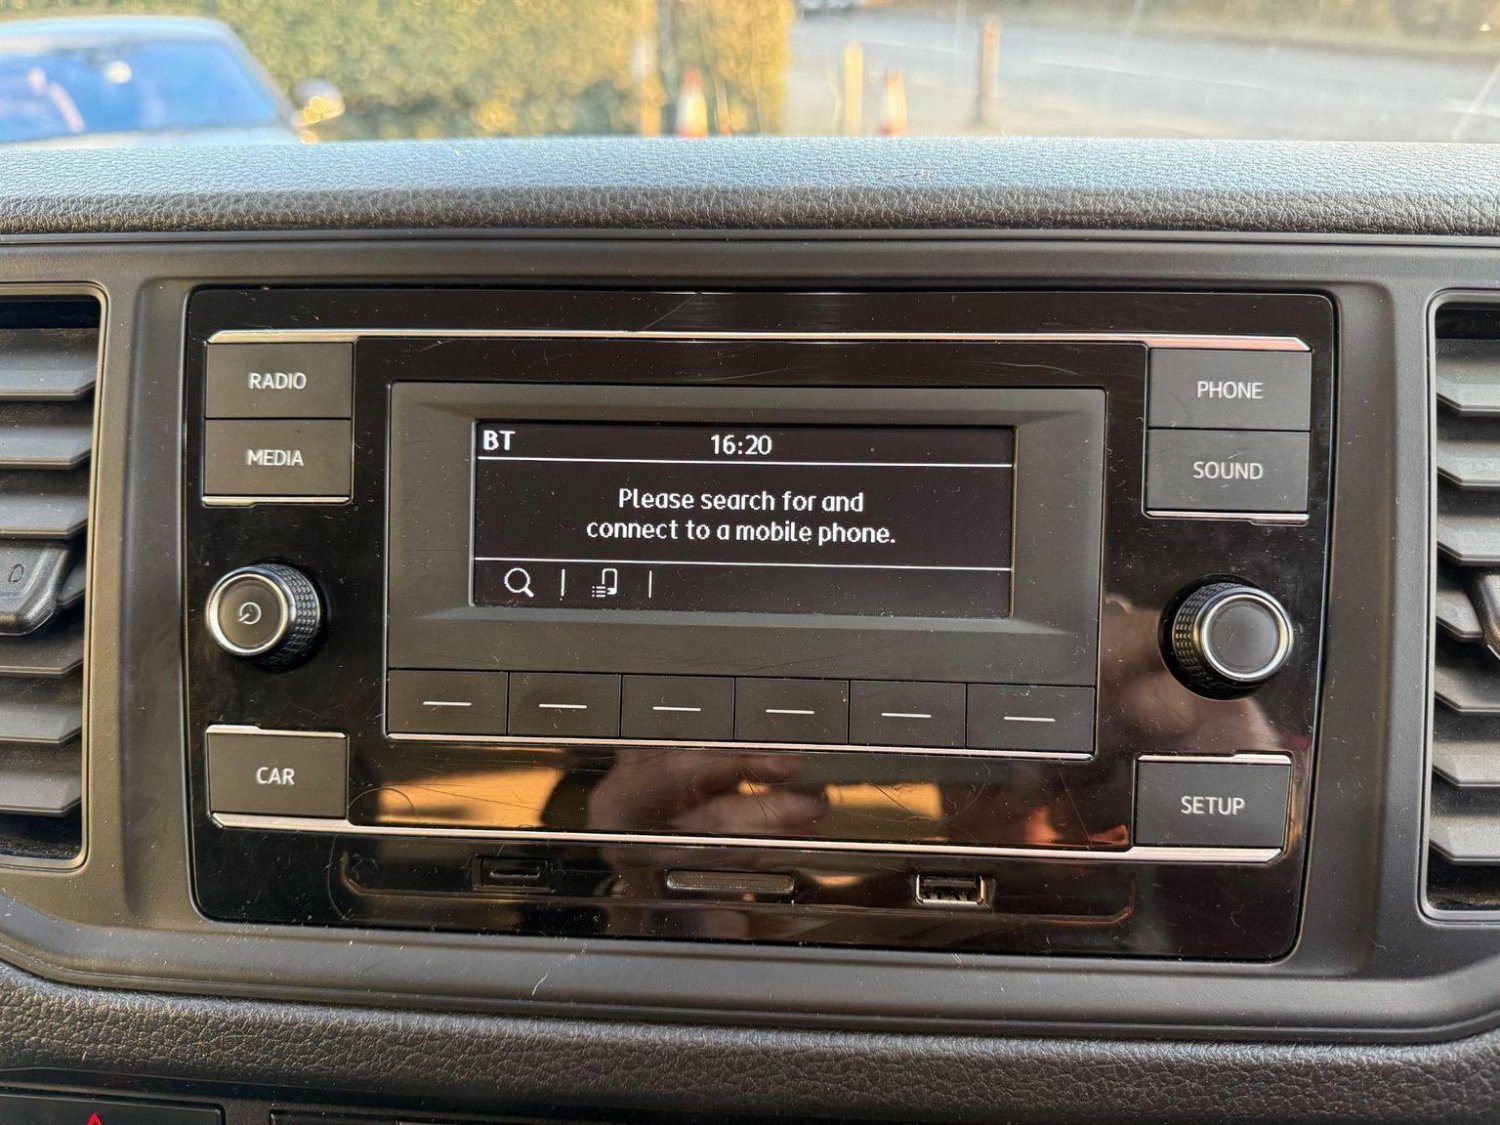 RADIO
MEDIA
BT 16:20
Please search for and
connect to a mobile phone.
PHONE
SOUND
CAR
SETUP